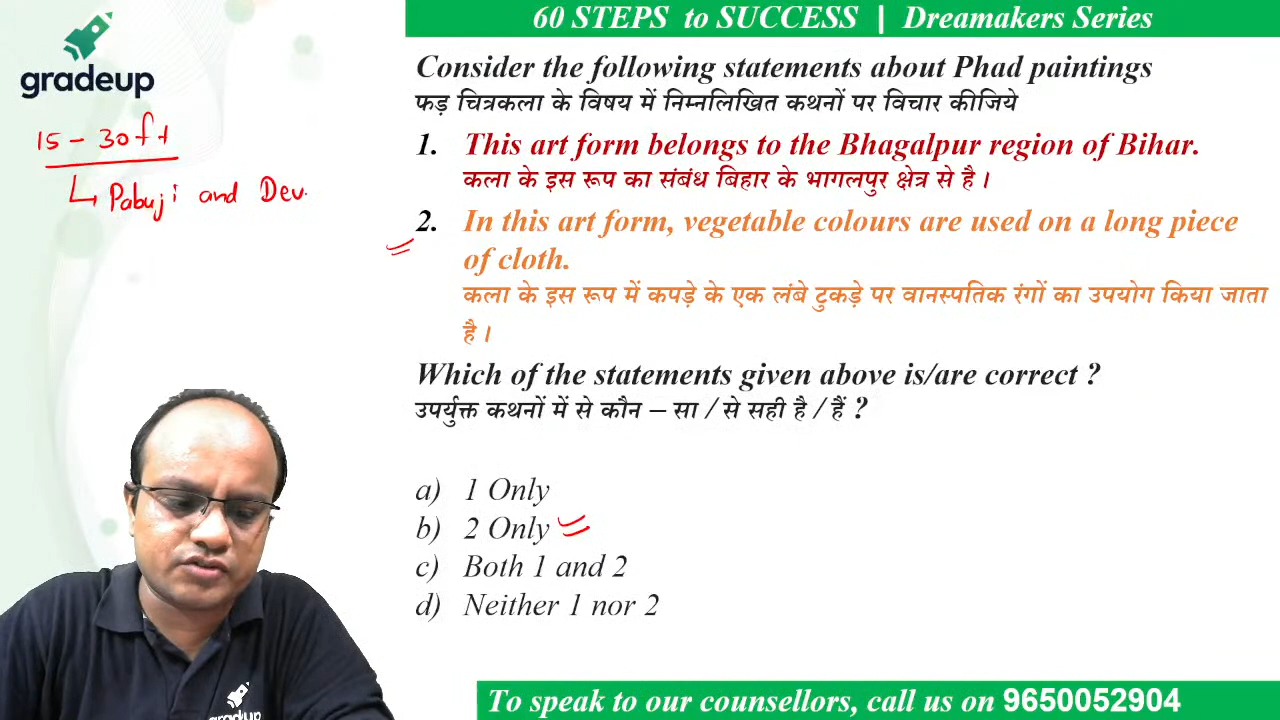 60 STEPS to SUCCESS | Dreamakers Series
gradeup
15 - 30 ft
Pabuji and Dev.
Consider the following statements about Phad paintings
फड़ चित्रकला के विषय में निम्नलिखित कथनों पर विचार कीजिये
1. This art form belongs to the Bhagalpur region of Bihar.
कला के इस रूप का संबंध बिहार के भागलपुर क्षेत्र से है ।
2. In this art form, vegetable colours are used on a long piece
of cloth.
कला के इस रूप में कपड़े के एक लंबे टुकड़े पर वानस्पतिक रंगों का उपयोग किया जाता
है ।
Which of the statements given above is/are correct ?
उपर्युक्त कथनों में से कौन – सा / से सही है / हैं ?
a) 1 Only
b) 2 Only
c) Both 1 and 2
d) Neither 1 nor 2
gradeup
To speak to our counsellors, call us on 9650052904